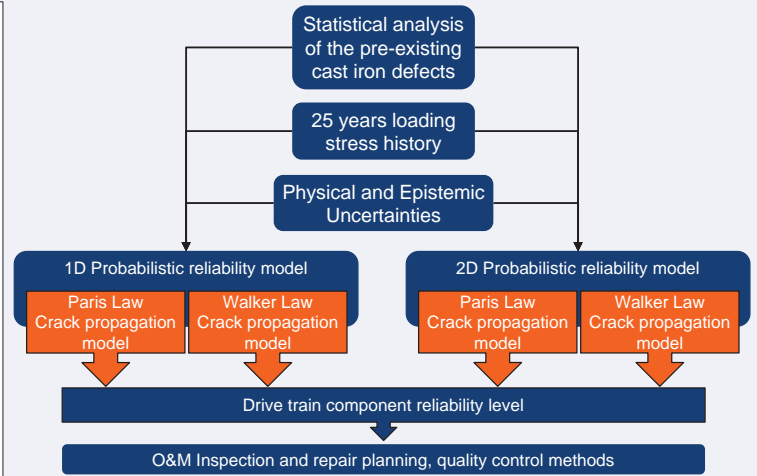 Statistical analysis
of the pre-existing
cast iron defects
25 years loading
stress history
Physical and Epistemic
Uncertainties
1D Probabilistic reliability model
Paris Law
Crack propagation
model
Walker Law
Crack propagation
model
2D Probabilistic reliability model
Paris Law
Crack propagation
model
Walker Law
Crack propagation
model
Drive train component reliability level
O&M Inspection and repair planning, quality control methods